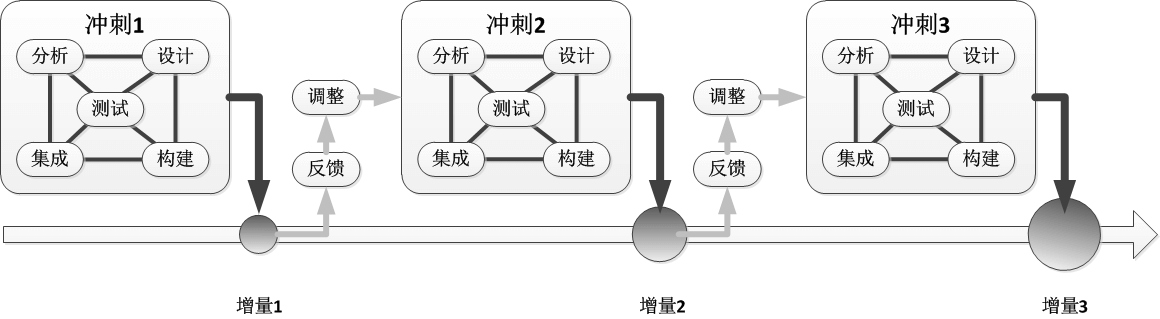 冲刺1
分析
设计
测试
集成
构建
调整
反馈
冲刺2
分析
设计
测试
集成
构建
调整
反馈
冲刺3
分析
设计
测试
集成
构建
增量1
增量2
增量3